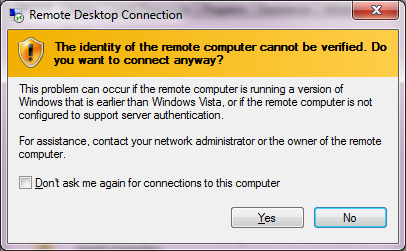 Remote Desktop Connection
The identity of the remote computer cannot be verified. Do
you want to connect anyway?
This problem can occur if the remote computer is running a version of
Windows that is earlier than Windows Vista, or if the remote computer is not
configured to support server authentication.
For assistance, contact your network administrator or the owner of the remote
computer.
Don't ask me again for connections to this computer
Yes No